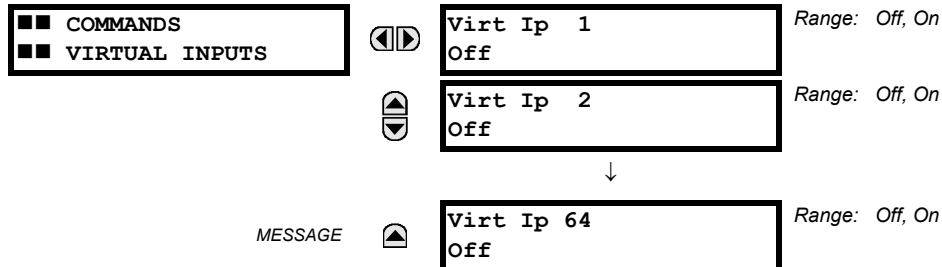 ■■ COMMANDS
■■ VIRTUAL INPUTS
Virt Ip 1
Off
Range: Off, On
Virt Ip 2
Off
Range: Off, On
↓
MESSAGE
Virt Ip 64
Off
Range: Off, On